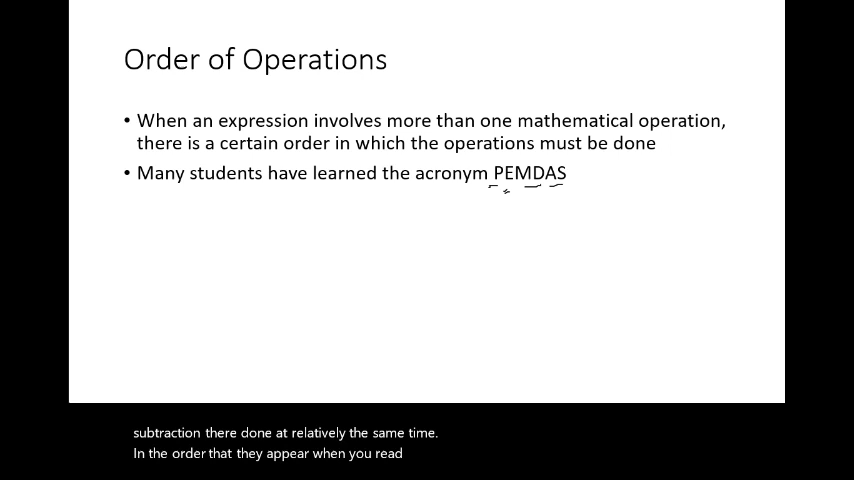 Order of Operations
• When an expression involves more than one mathematical operation,
there is a certain order in which the operations must be done
• Many students have learned the acronym PEMDAS
subtraction there done at relatively the same time.
In the order that they appear when you read